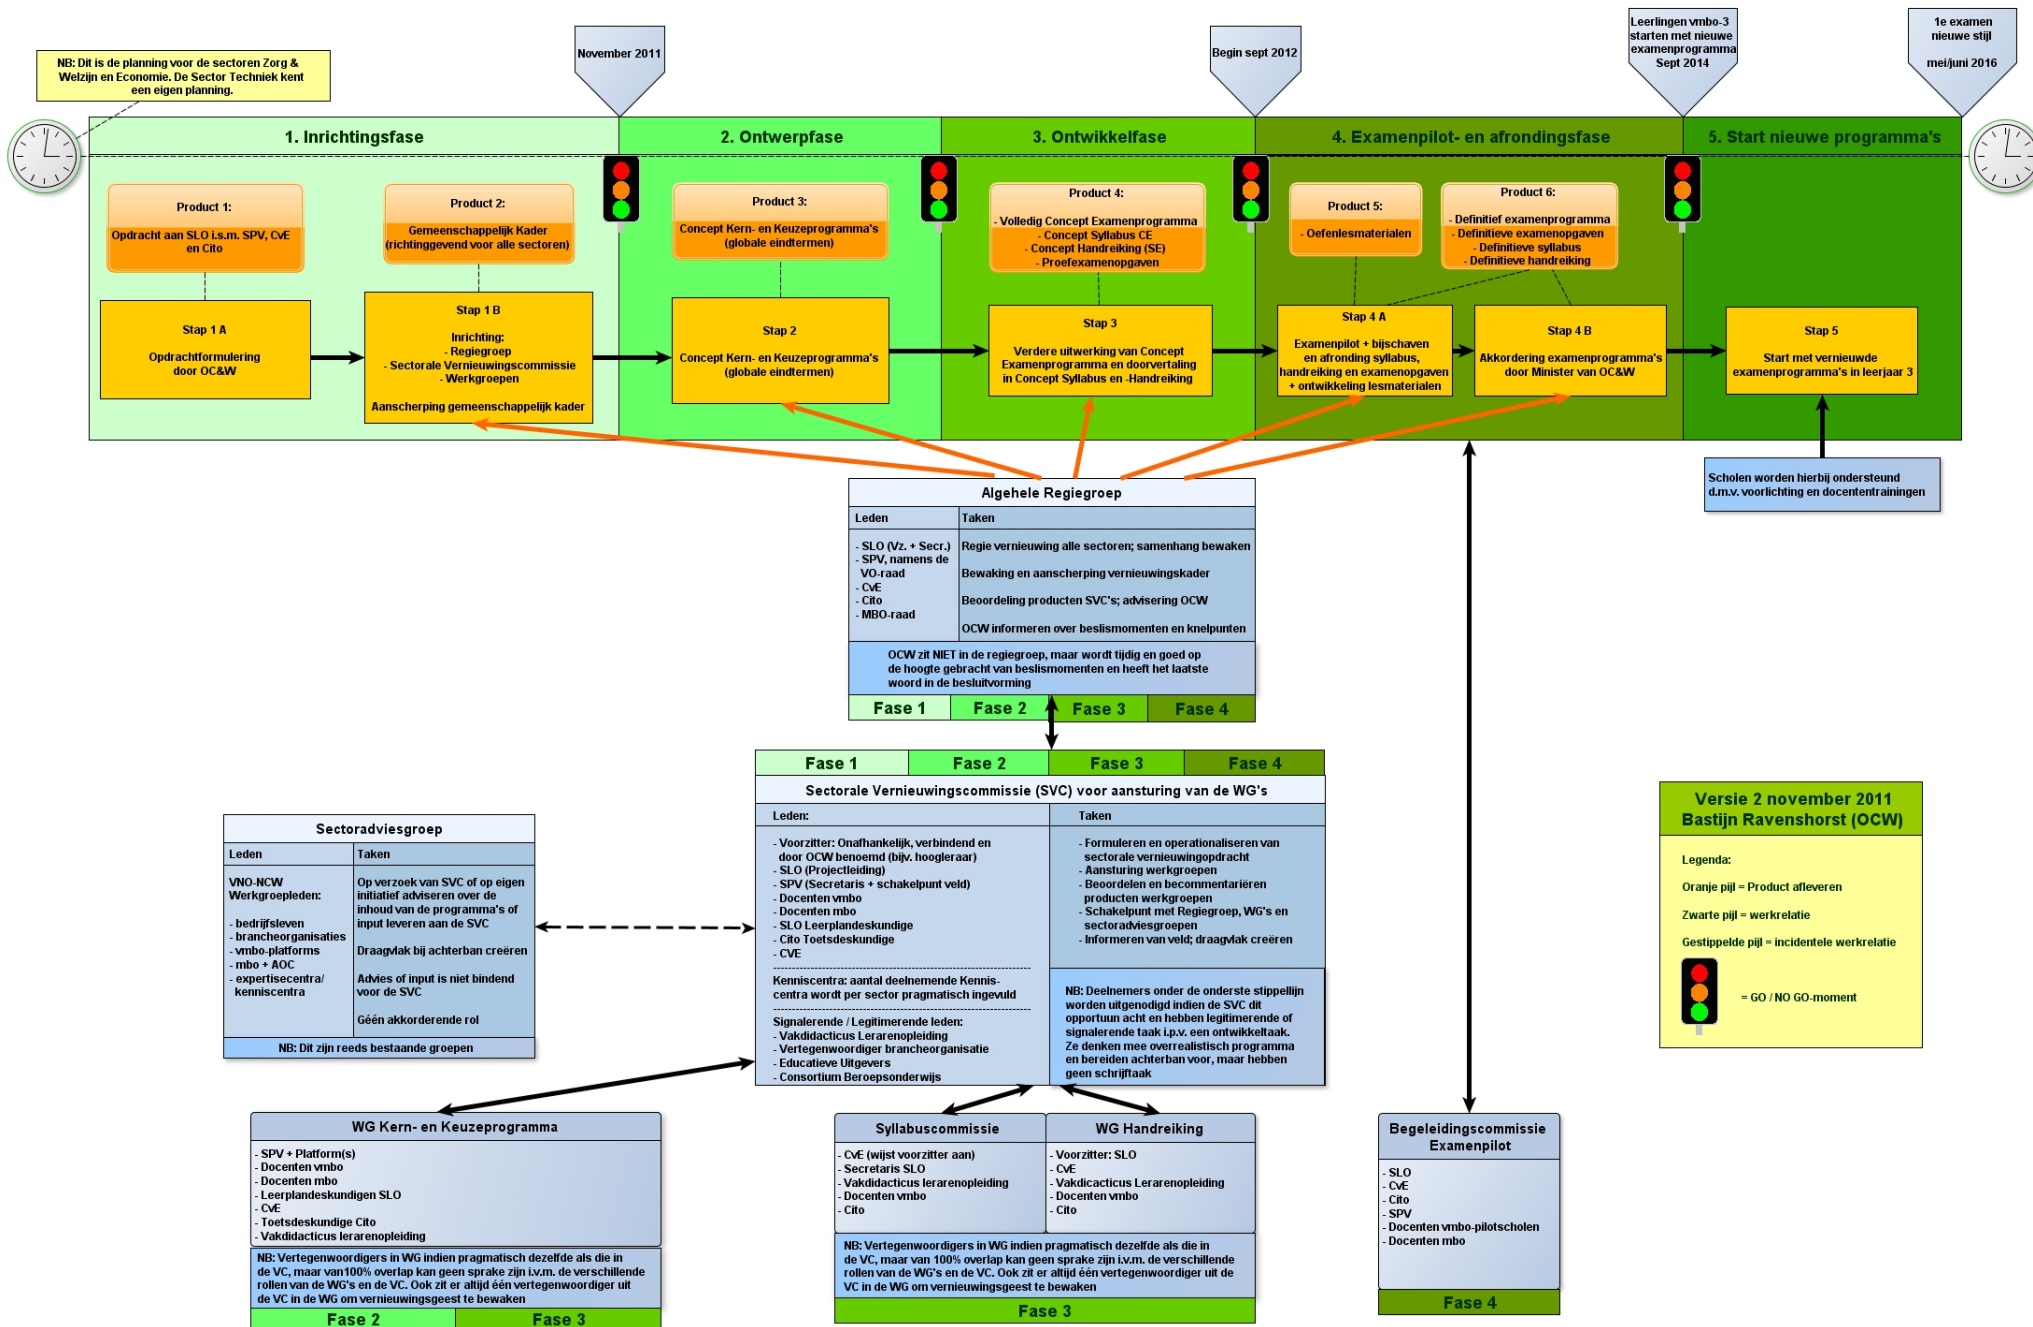 NB: Dit is de planning voor de sectoren Zorg &
Welzijn en Economie. De Sector Techniek kent
een eigen planning.
November 2011
Begin sept 2012
Leerlingen vmbo-3
starten met nieuwe
examenprogramma
Sept 2014
1e examen
nieuwe stijl
mei/juni 2016
1. Inrichtingsfase
2. Ontwerpfase
3. Ontwikkelfase
4. Examenpilot- en afrondingsfase
5. Start nieuwe programma's
Product 1:
Opdracht aan SLO i.s.m. SPV, CvE
en Cito
Product 2:
Gemeenschappelijk Kader
(richtinggevend voor alle sectoren)
Product 3:
Concept Kern- en Keuzeprogramma's
(globale eindtermen)
Product 4:
- Volledig Concept Examenprogramma
- Concept Syllabus CE
- Concept Handreiking (SE)
- Proefexamenopgaven
Product 5:
- Oefenlesmaterialen
Product 6:
- Definitief examenprogramma
- Definitieve examenopgaven
- Definitieve syllabus
- Definitieve handreiking
Stap 1 A
Opdrachtformulering
door OC&W
Stap 1 B
Inrichting:
- Regiegroep
- Sectorale Vernieuwingscommissie
- Werkgroepen
Aanscherping gemeenschappelijk kader
Stap 2
Concept Kern- en Keuzeprogramma's
(globale eindtermen)
Stap 3
Verdere uitwerking van Concept
Examenprogramma en doorvertaling
in Concept Syllabus en -Handreiking
Stap 4 A
Examenpilot + bijschaven
en afronding syllabus,
handreiking en examenopgaven
+ ontwikkeling lesmaterialen
Stap 4 B
Akkordering examenprogramma's
door Minister van OC&W
Stap 5
Start met vernieuwde
examenprogramma's in leerjaar 3
Scholen worden hierbij ondersteund
d.m.v. voorlichting en docententrainingen
Algehele Regiegroep
Leden
- SLO (Vz. + Secr.)
- SPV, namens de
VO-raad
- CvE
- Cito
- MBO-raad
Taken
Regie vernieuwing alle sectoren; samenhang bewaken
Bewaking en aanscherping vernieuwingskader
Beoordeling producten SVC's; advisering OCW
OCW informeren over beslismomenten en knelpunten
OCW zit NIET in de regiegroep, maar wordt tijdig en goed op
de hoogte gebracht van beslismomenten en heeft het laatste
woord in de besluitvorming
Fase 1
Fase 2
Fase 3
Fase 4
Fase 1
Fase 2
Fase 3
Fase 4
Sectorale Vernieuwingscommissie (SVC) voor aansturing van de WG's
Leden:
- Voorzitter: Onafhankelijk, verbindend en
door OCW benoemd (bijv. hoogleraar)
- SLO (Projectleiding)
- SPV (Secretaris + schakelpunt veld)
- Docenten vmbo
- Docenten mbo
- SLO Leerplandeskundige
- Cito Toetsdeskundige
- CVE
Kenniscentra: aantal deelnemende Kennis-
centra wordt per sector pragmatisch ingevuld
Signalerende / Legitimerende leden:
- Vakdidacticus Lerarenopleiding
- Vertegenwoordiger brancheorganisatie
- Educatieve Uitgevers
- Consortium Beroepsonderwijs
Taken
- Formuleren en operationaliseren van
sectorale vernieuwingopdracht
- Aansturing werkgroepen
- Beoordelen en becommentariëren
producten werkgroepen
- Schakelpunt met Regiegroep, WG's en
sectoradviesgroepen
- Informeren van veld; draagvlak creëren
NB: Deelnemers onder de onderste stippellijn
worden uitgenodigd indien de SVC dit
opportuun acht en hebben legitimerende of
signalerende taak i.p.v. een ontwikkeltaak.
Ze denken mee overrealistisch programma
en bereiden achterban voor, maar hebben
geen schrijftaak
Sectoradviesgroep
Leden
VNO-NCW
Werkgroepleden:
- bedrijfsleven
- brancheorganisaties
- vmbo-platforms
- mbo + AOC
- expertisecentra/
kenniscentra
Taken
Op verzoek van SVC of op eigen
initiatief adviseren over de
inhoud van de programma's of
input leveren aan de SVC
Draagvlak bij achterban creëren
Advies of input is niet bindend
voor de SVC
Géén akkorderende rol
NB: Dit zijn reeds bestaande groepen
Versie 2 november 2011
Bastijn Ravenshorst (OCW)
Legenda:
Oranje pijl = Product afleveren
Zwarte pijl = werkrelatie
Gestippelde pijl = incidentele werkrelatie
= GO / NO GO-moment
WG Kern- en Keuzeprogramma
- SPV + Platform(s)
- Docenten vmbo
- Docenten mbo
- Leerplandeskundigen SLO
- CvE
- Toetsdeskundige Cito
- Vakdidacticus lerarenopleiding
NB: Vertegenwoordigers in WG indien pragmatisch dezelfde als die in
de VC, maar van100% overlap kan geen sprake zijn i.v.m. de verschillende
rollen van de WG's en de VC. Ook zit er altijd één vertegenwoordiger uit
de VC in de WG om vernieuwingsgeest te bewaken
Fase 2
Fase 3
Syllabuscommissie
- CvE (wijst voorzitter aan)
- Secretaris SLO
- Vakdidacticus lerarenopleiding
- Docenten vmbo
- Cito
WG Handreiking
- Voorzitter: SLO
- CvE
- Vakdicacticus Lerarenopleiding
- Docenten vmbo
- Cito
NB: Vertegenwoordigers in WG indien pragmatisch dezelfde als die in
de VC, maar van 100% overlap kan geen sprake zijn i.v.m. de verschillende
rollen van de WG's en de VC. Ook zit er altijd één vertegenwoordiger uit de
VC in de WG om vernieuwingsgeest te bewaken
Fase 3
Begeleidingscommissie
Examenpilot
- SLO
- CvE
- Cito
- SPV
- Docenten vmbo-pilotscholen
- Docenten mbo
Fase 4